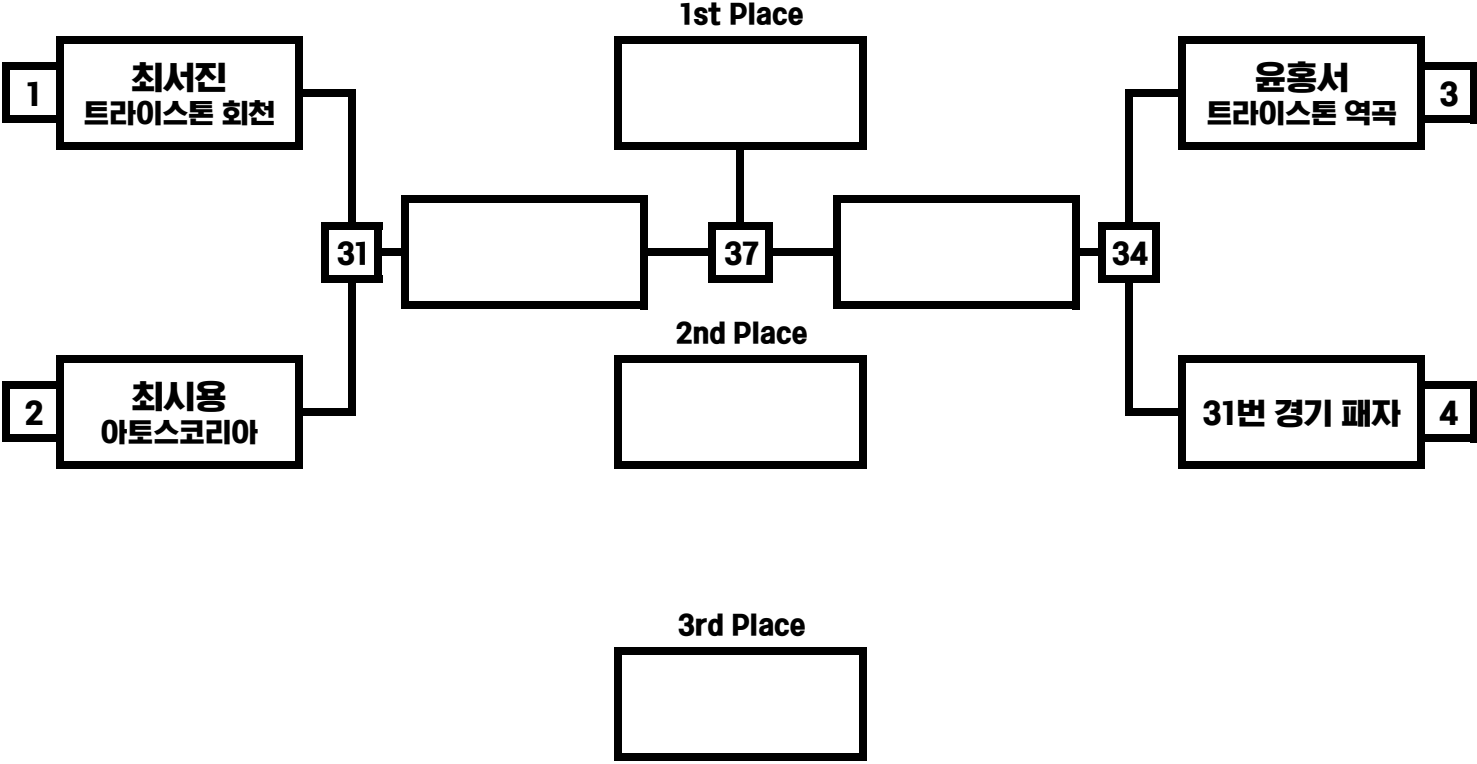 1st Place
1
최서진
트라이스톤 회천
윤홍서
트라이스톤 역곡
3
31
37
34
2nd Place
2
최시용
아토스코리아
31번 경기 패자
4
3rd Place